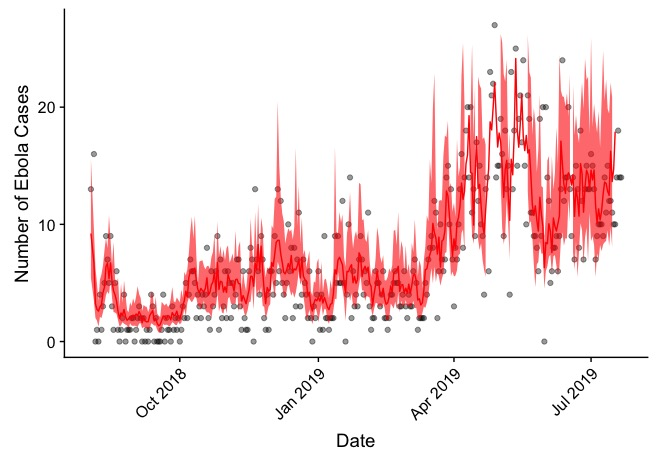 Number of Ebola Cases
20
10
0
Oct 2018
Jan 2019
Apr 2019
Jul 2019
Date